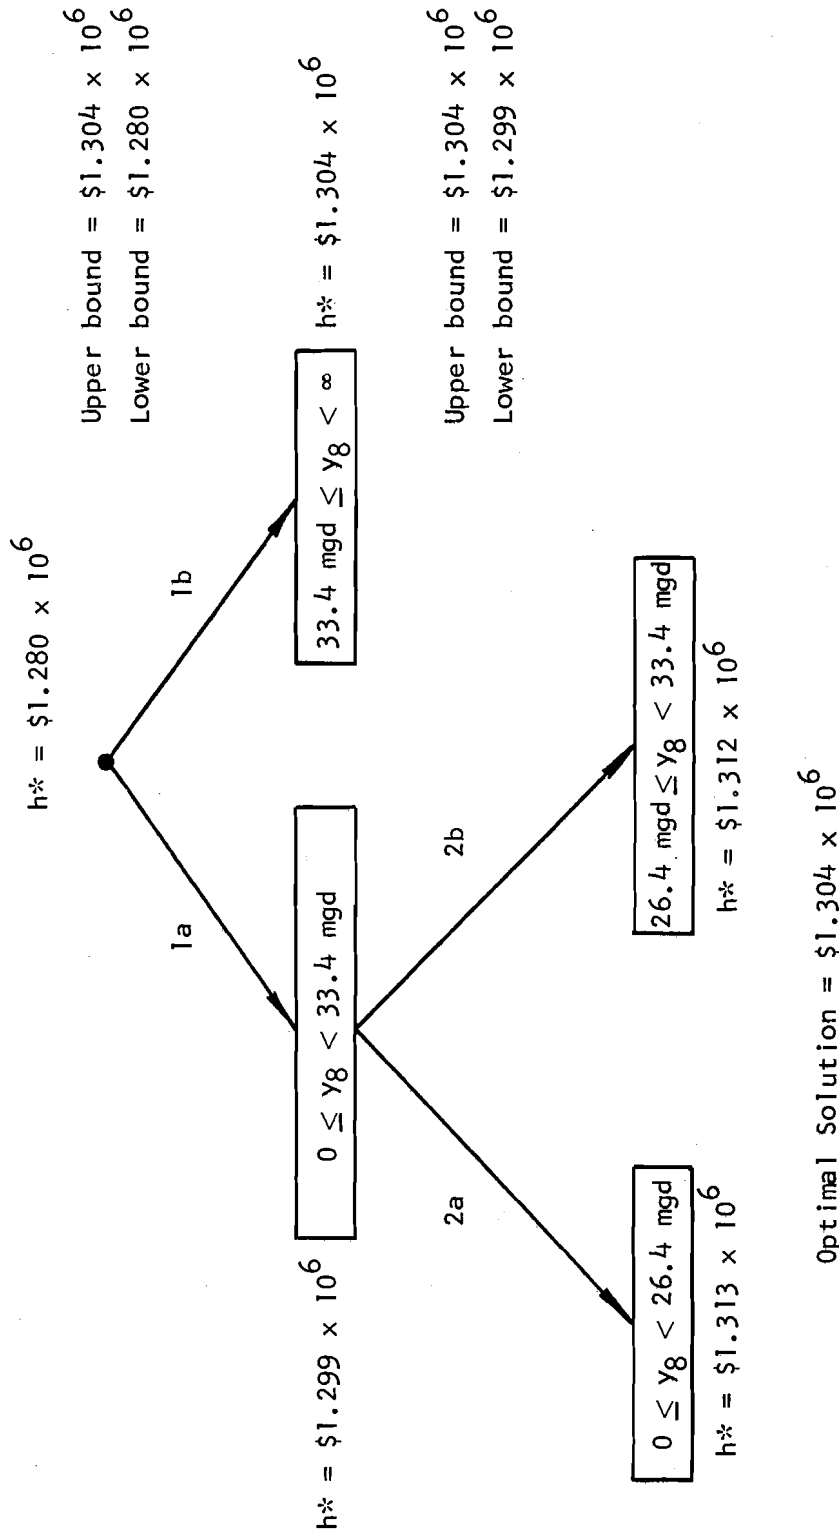 h* = $1.280 x 10^6
Upper bound = $1.304 x 10^6
Lower bound = $1.280 x 10^6
1a
1b
h* = $1.299 x 10^6
0 ≤ y8 < 33.4 mgd
33.4 mgd ≤ y8 < ∞
h* = $1.304 x 10^6
2a
2b
Upper bound = $1.304 x 10^6
Lower bound = $1.299 x 10^6
0 ≤ y8 < 26.4 mgd
26.4 mgd ≤ y8 < 33.4 mgd
h* = $1.313 x 10^6
h* = $1.312 x 10^6
Optimal Solution = $1.304 x 10^6